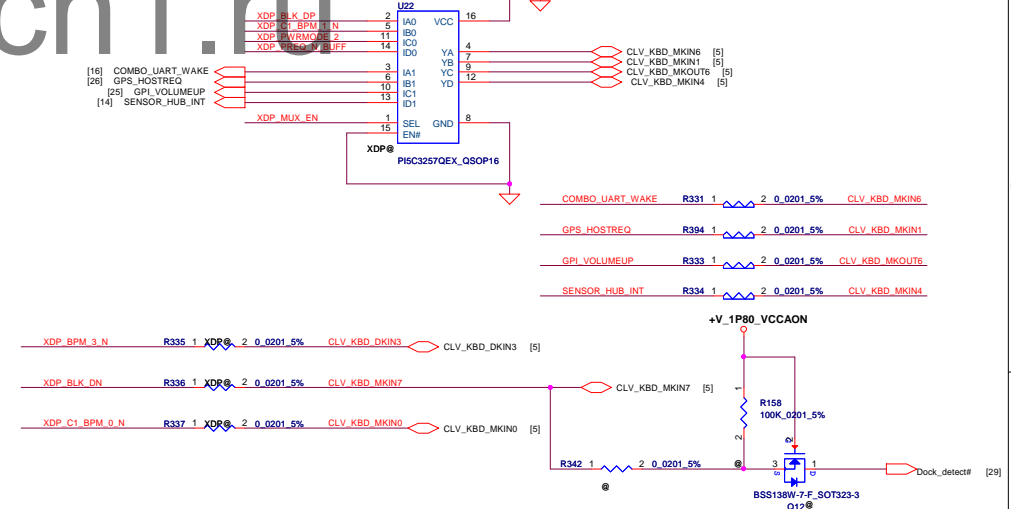 ch1.ru
U22
XDP_BLK_DP 2 IA0 VCC 16
XDP_C1_BPM_1_N 5 IB0
XDP_PWRMODE_2 11 IC0
XDP_PREQ_N_BUFF 14 ID0
YA 4 CLV_KBD_MKIN6 [5]
YB 7 CLV_KBD_MKIN1 [5]
YC 9 CLV_KBD_MKOUT6 [5]
YD 12 CLV_KBD_MKIN4 [5]
[16] COMBO_UART_WAKE 3 IA1
[26] GPS_HOSTREQ 6 IB1
[25] GPI_VOLUMEUP 10 IC1
[14] SENSOR_HUB_INT 13 ID1
XDP_MUX_EN 1 SEL GND 8
15 EN#
XDP@
PI5C3257QEX_QSOP16
COMBO_UART_WAKE R331 1 2 0_0201_5% CLV_KBD_MKIN6
GPS_HOSTREQ R394 1 2 0_0201_5% CLV_KBD_MKIN1
GPI_VOLUMEUP R333 1 2 0_0201_5% CLV_KBD_MKOUT6
SENSOR_HUB_INT R334 1 2 0_0201_5% CLV_KBD_MKIN4
+V_1P80_VCCAON
XDP_BPM_3_N R335 1 XDP@ 2 0_0201_5% CLV_KBD_DKIN3 CLV_KBD_DKIN3 [5]
XDP_BLK_DN R336 1 XDP@ 2 0_0201_5% CLV_KBD_MKIN7 CLV_KBD_MKIN7 [5]
XDP_C1_BPM_0_N R337 1 XDP@ 2 0_0201_5% CLV_KBD_MKIN0 CLV_KBD_MKIN0 [5]
1
R158
100K_0201_5%
2
@
R342 1 2 0_0201_5%
@
2
G
3 S D 1 Dock_detect# [29]
BSS138W-7-F_SOT323-3
Q12@